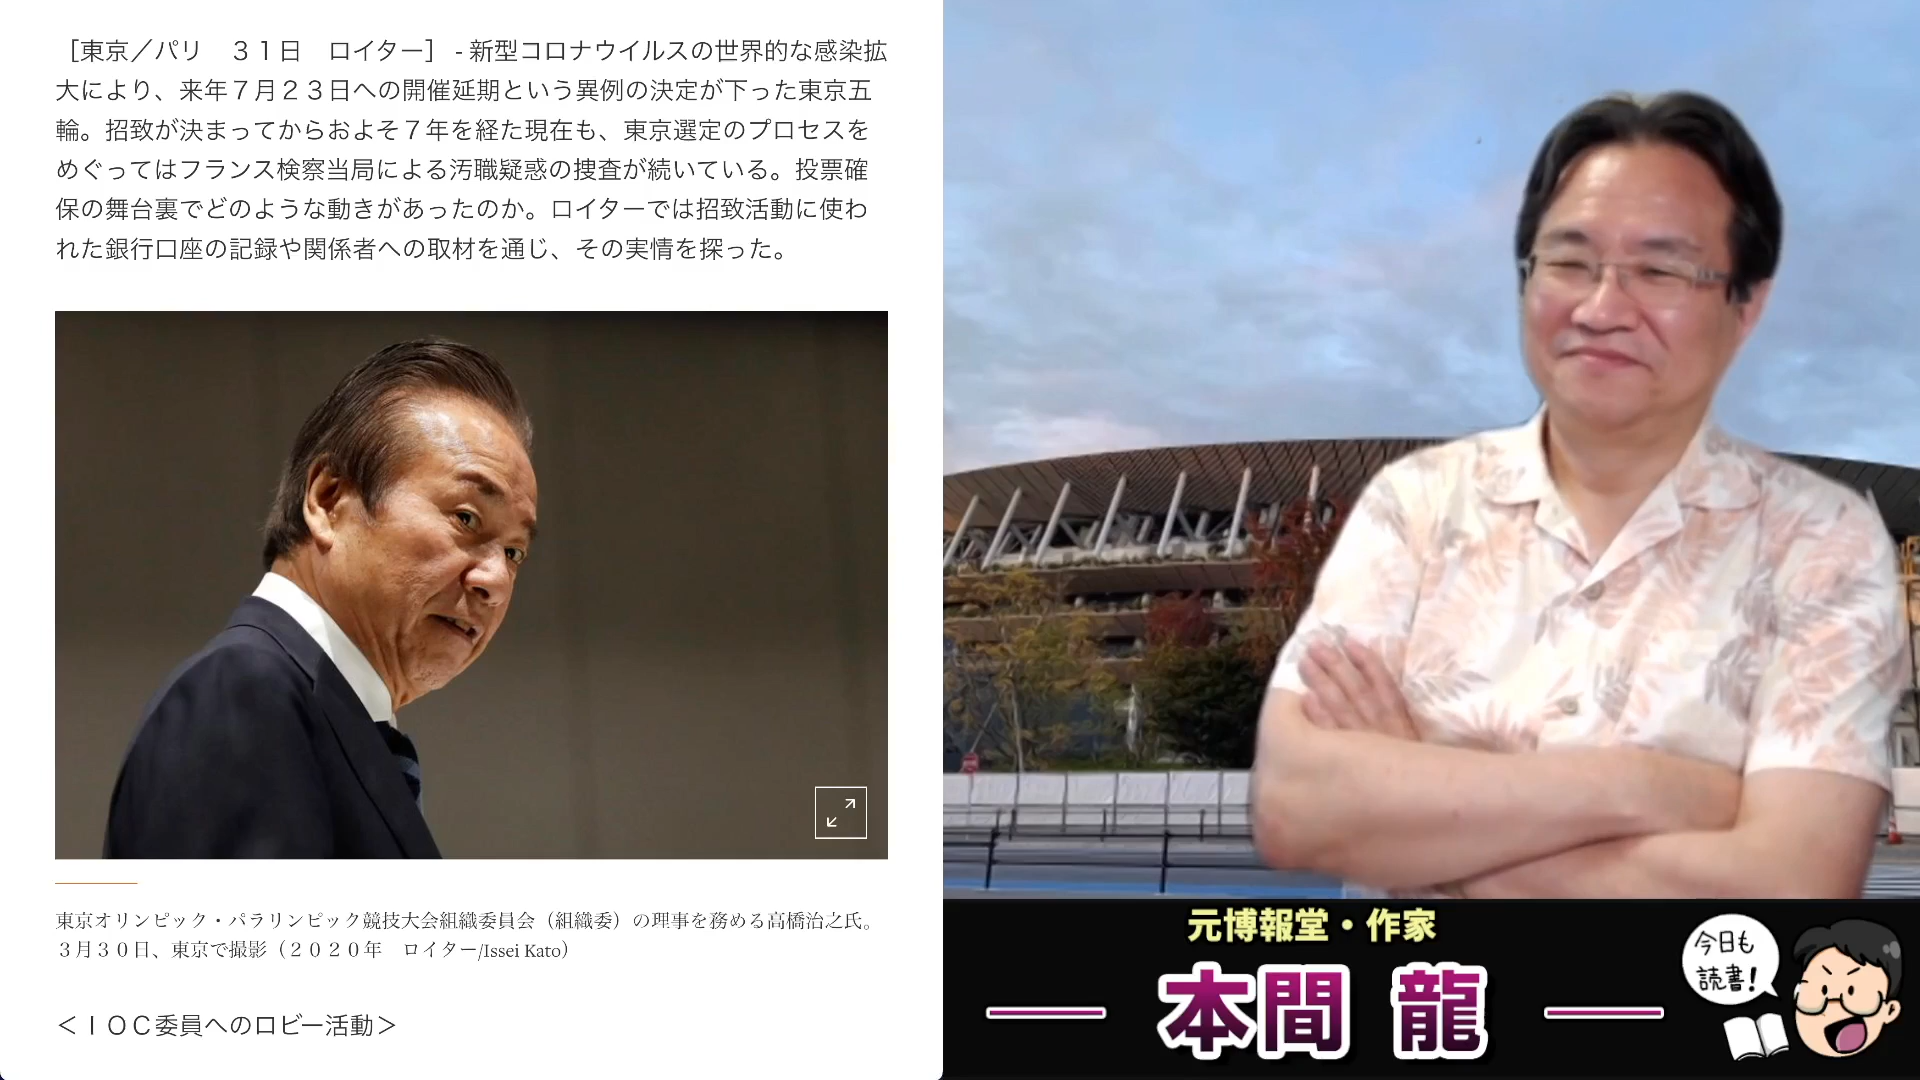 ［東京／パリ　３１日　ロイター］ - 新型コロナウイルスの世界的な感染拡
大により、来年７月２３日への開催延期という異例の決定が下った東京五
輪。招致が決まってからおよそ７年を経た現在も、東京選定のプロセスを
めぐってはフランス検察当局による汚職疑惑の捜査が続いている。投票確
保の舞台裏でどのような動きがあったのか。ロイターでは招致活動に使わ
れた銀行口座の記録や関係者への取材を通じ、その実情を探った。
東京オリンピック・パラリンピック競技大会組織委員会（組織委）の理事を務める高橋治之氏。
３月３０日、東京で撮影（２０２０年　ロイター/Issei Kato）
＜ＩＯＣ委員へのロビー活動＞
元博報堂・作家
本間 龍
今日も
読書！